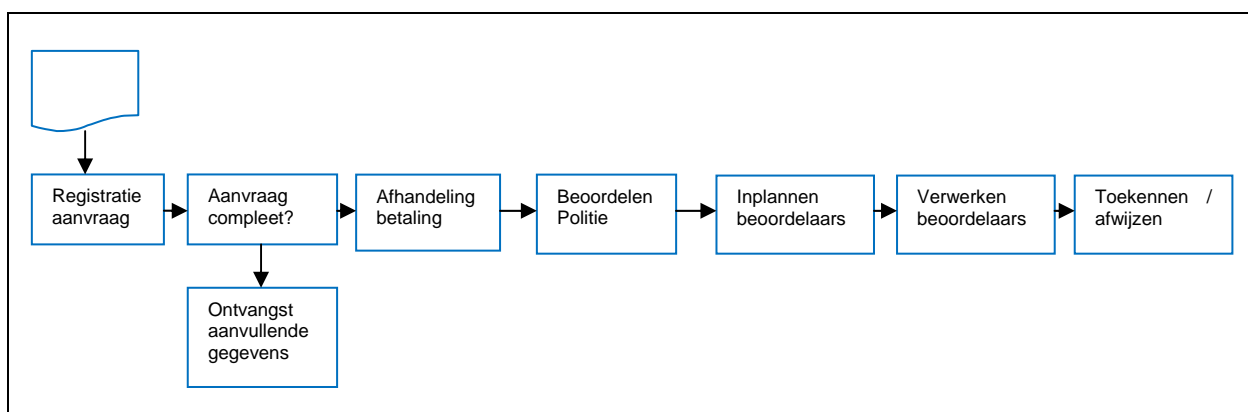 Registratie
aanvraag
Aanvraag
compleet?
Afhandeling
betaling
Beoordelen
Politie
Inplannen
beoordelaars
Verwerken
beoordelaars
Toekennen /
afwijzen
Ontvangst
aanvullende
gegevens